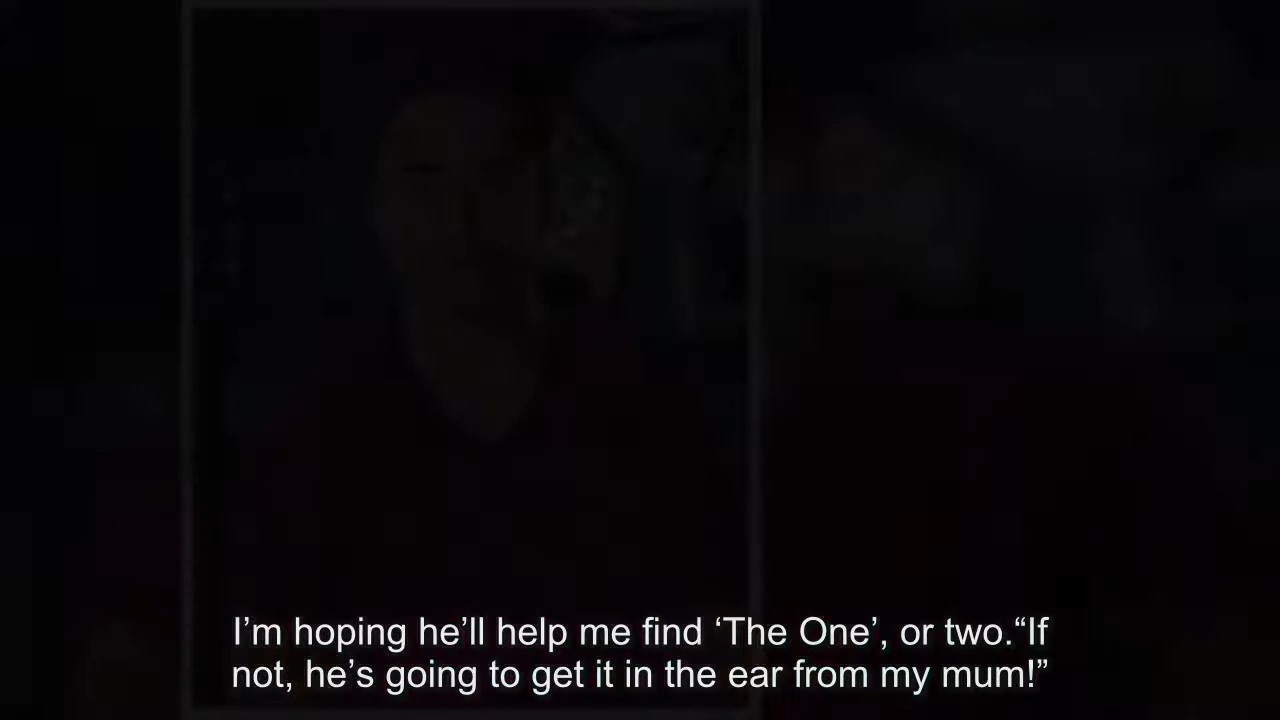 I’m hoping he’ll help me find ‘The One’, or two.“If
not, he’s going to get it in the ear from my mum!”